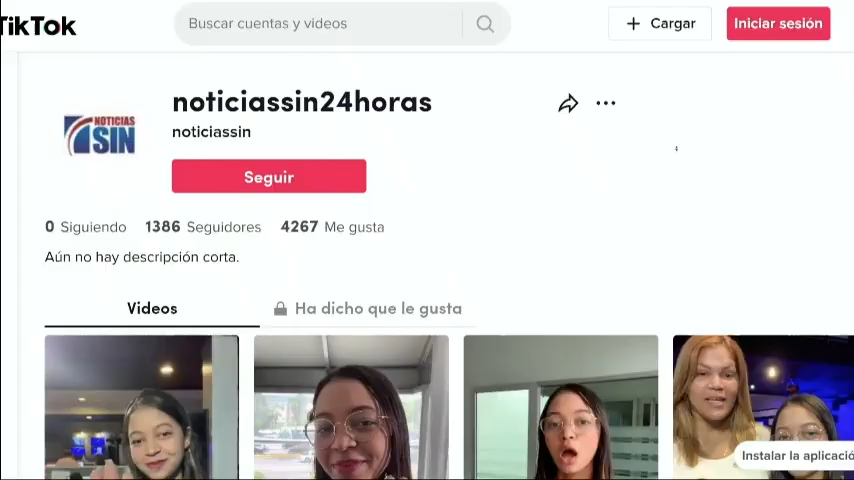 TikTok
Buscar cuentas y videos
+ Cargar
Iniciar sesión
noticiassin24horas
NOTICIAS
SIN
noticiassin
Seguir
0 Siguiendo 1386 Seguidores 4267 Me gusta
Aún no hay descripción corta.
Videos
Ha dicho que le gusta
Instalar la aplicació